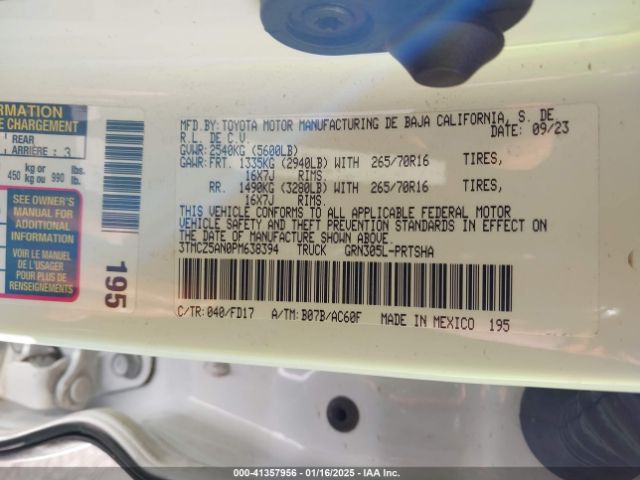 ORMATION
E CHARGEMENT
REAR
ARRIÈRE : 3
kg or lbs.
450 kg ou 990 lb.
SEE OWNER'S
MANUAL FOR
ADDITIONAL
INFORMATION
VOIR LE MANUEL
DE L'USAGER
POUR PLUS DE
RENSEIGNEMENTS
195
MFD.BY: TOYOTA MOTOR MANUFACTURING DE BAJA CALIFORNIA, S. DE
R.L. DE C.V. 09/23
GVWR: 2540KG (5600LB)
GAWR: FRT. 1335KG (2940LB) WITH 265/70R16 TIRES,
16X7J RIMS.
RR. 1490KG (3280LB) WITH 265/70R16 TIRES,
16X7J RIMS.
THIS VEHICLE CONFORMS TO ALL APPLICABLE FEDERAL MOTOR
VEHICLE SAFETY AND THEFT PREVENTION STANDARDS IN EFFECT ON
THE DATE OF MANUFACTURE SHOWN ABOVE.
3TMCZ5AN0PM638394 TRUCK GRN305L-PRTSHA
C/TR: 040/FD17 A/TM: B07B/AC60F MADE IN MEXICO 195
000-41357956 — 01/16/2025 — IAA Inc.